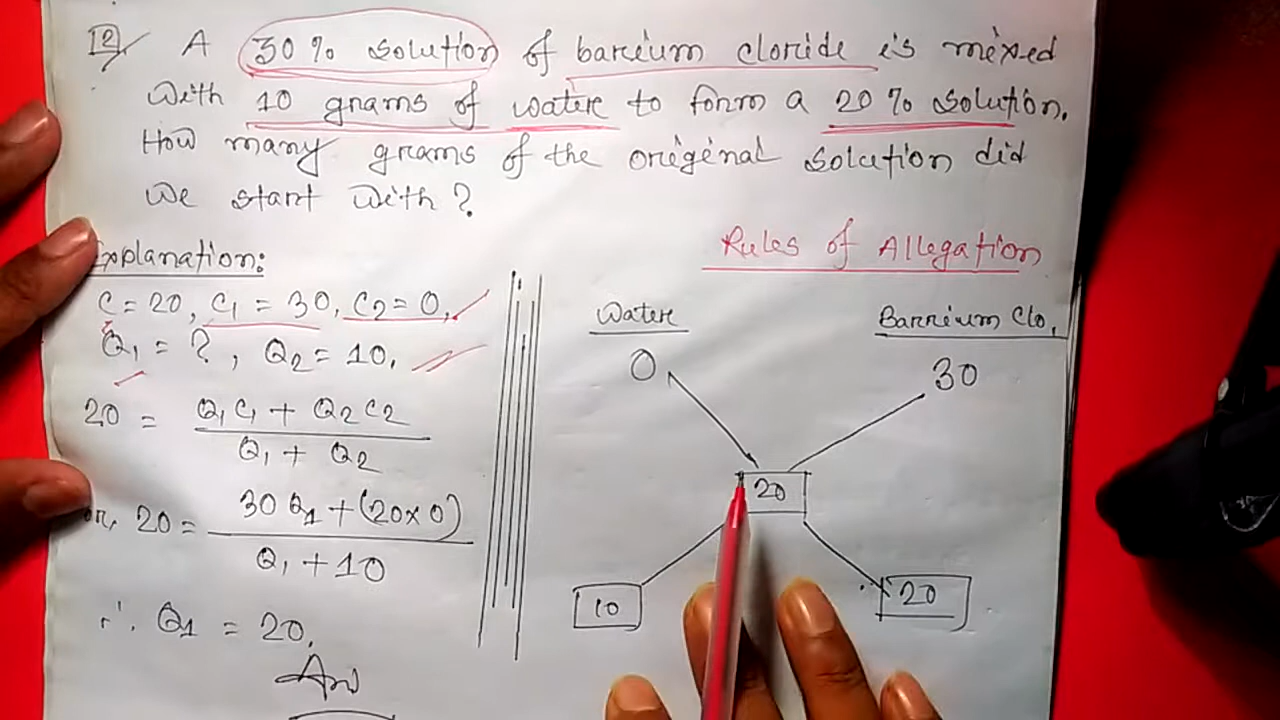 12 A 30% solution of barium cloride is mixed
with 10 grams of water to form a 20% solution.
How many grams of the original solution did
we start with?
Explanation:
C = 20, C1 = 30, C2 = 0,
Q1 = ?, Q2 = 10,
20 = Q1C1 + Q2C2
Q1 + Q2
or, 20 = 30 Q1 + (20×0)
Q1 + 10
∴ Q1 = 20.
Ans
Rules of Allegation
Water
Barrium Clo,
0
30
20
10
20